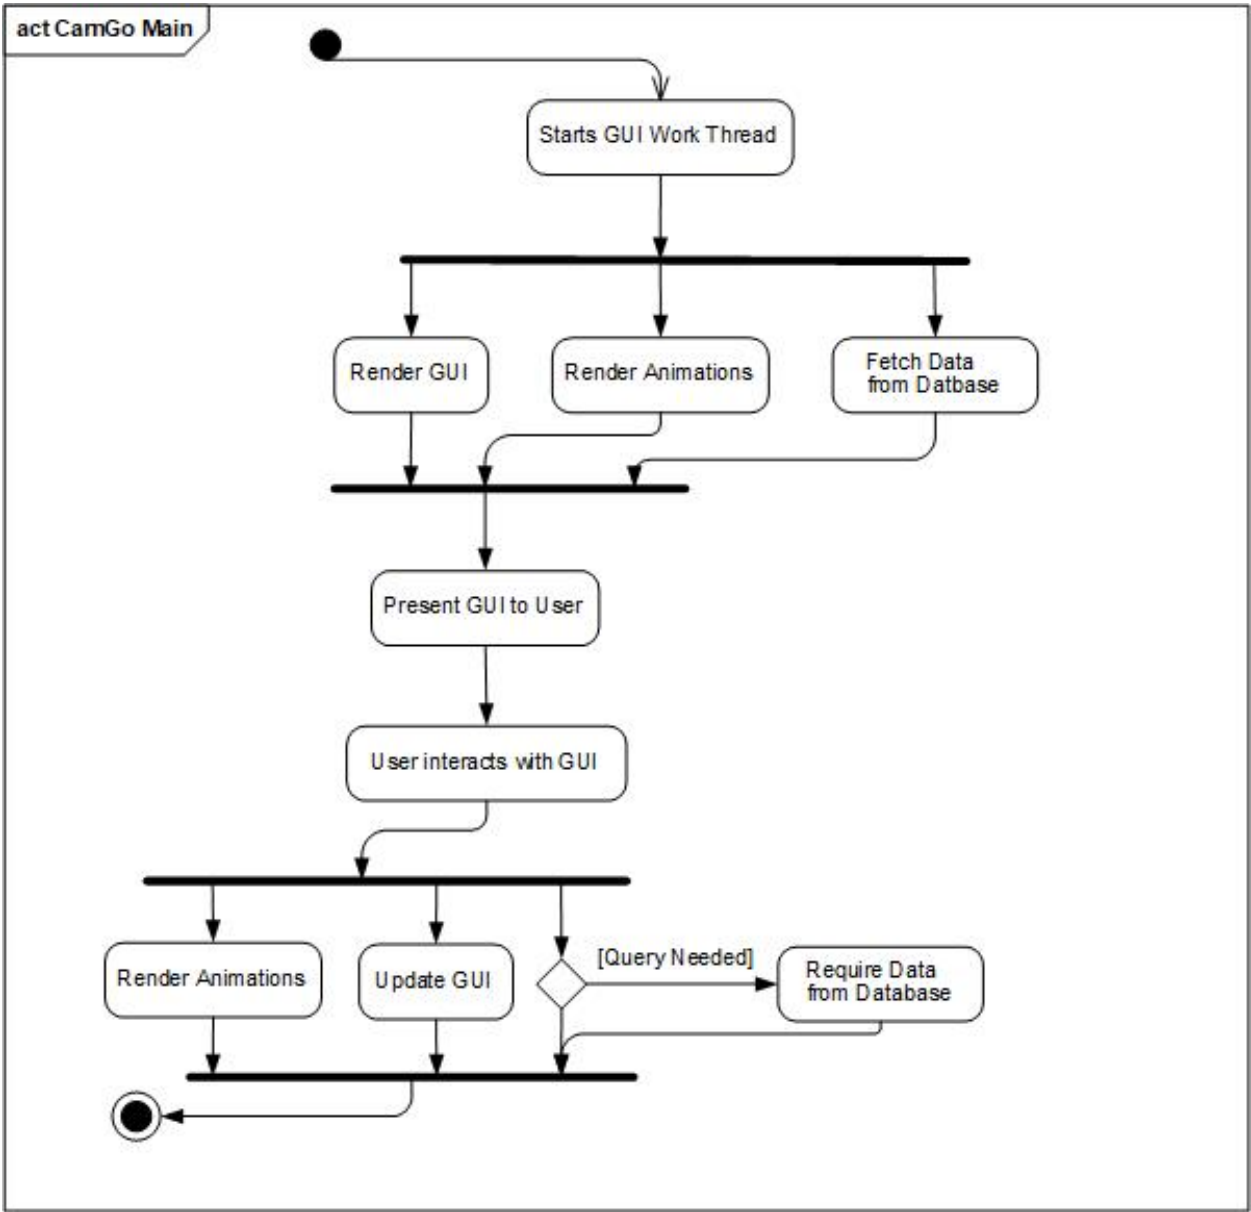 act CamGo Main
Starts GUI Work Thread
Render GUI
Render Animations
Fetch Data
from Datbase
Present GUI to User
User interacts with GUI
Render Animations
Update GUI
[Query Needed]
Require Data
from Database